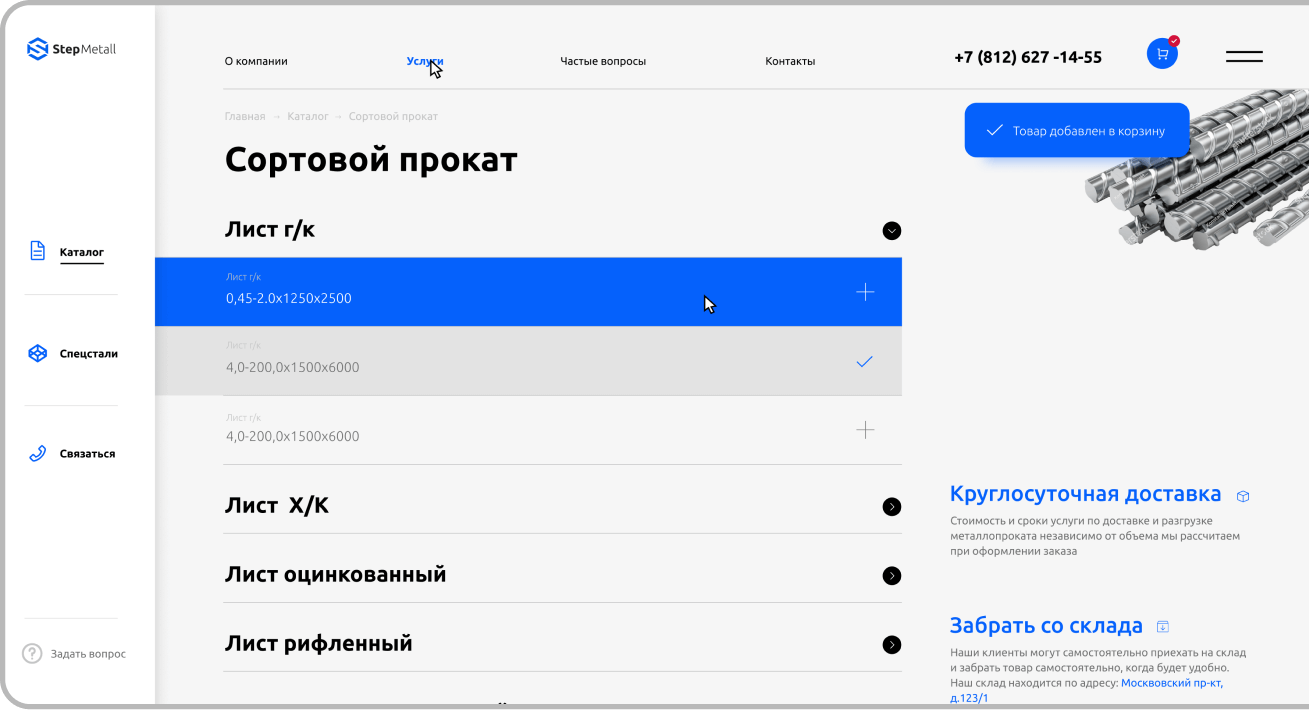 StepMetall
О компании
Услуги
Частые вопросы
Контакты
+7 (812) 627 -14-55
Главная → Каталог → Сортовой прокат
Товар добавлен в корзину
Сортовой прокат
Лист г/к
Лист г/к
0,45-2.0х1250х2500
Лист г/к
4,0-200,0х1500х6000
Лист г/к
4,0-200,0х1500х6000
Лист Х/К
Лист оцинкованный
Лист рифленный
Каталог
Спецстали
Связаться
? Задать вопрос
Круглосуточная доставка
Стоимость и сроки услуги по доставке и разгрузке
металлопроката независимо от объема мы рассчитаем
при оформлении заказа
Забрать со склада
Наши клиенты могут самостоятельно приехать на склад
и забрать товар самостоятельно, когда будет удобно.
Наш склад находится по адресу: Москвовский пр-кт,
д.123/1